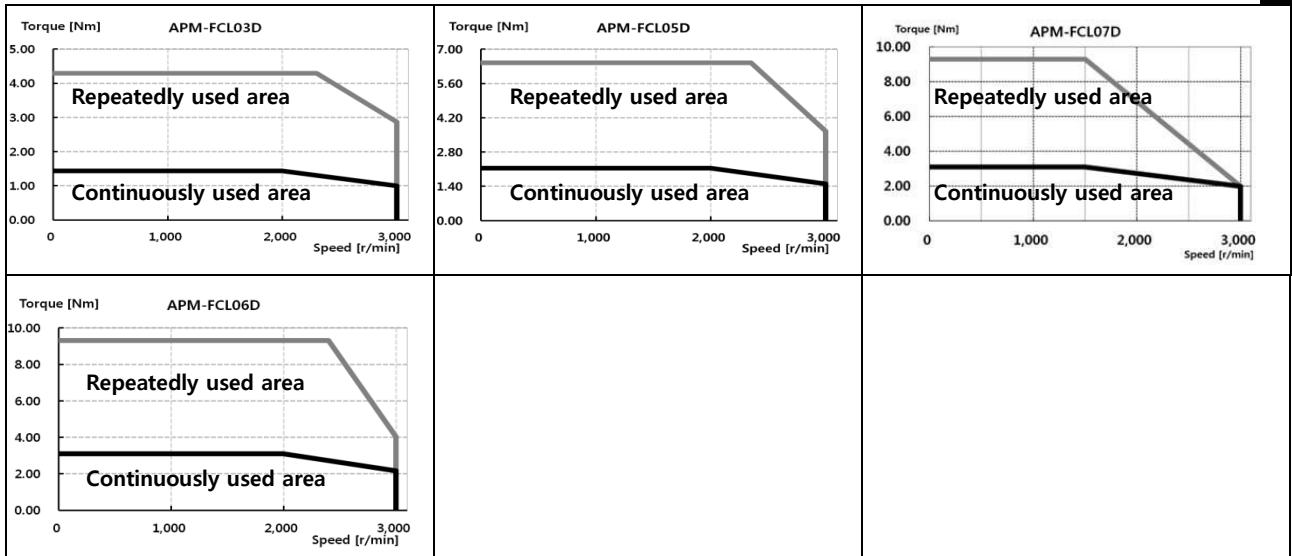 Torque [Nm] APM-FCL03D
5.00
4.00
Repeatedly used area
3.00
2.00
1.00
Continuously used area
0.00
0 1,000 2,000 3,000
Speed [r/min]
Torque [Nm] APM-FCL05D
7.00
5.60
Repeatedly used area
4.20
2.80
1.40
Continuously used area
0.00
0 1,000 2,000 3,000
Speed [r/min]
Torque [Nm] APM-FCL07D
10.00
8.00
Repeatedly used area
6.00
4.00
2.00
Continuously used area
0.00
0 1,000 2,000 3,000
Speed [r/min]
Torque [Nm] APM-FCL06D
10.00
8.00
Repeatedly used area
6.00
4.00
2.00
Continuously used area
0.00
0 1,000 2,000 3,000
Speed [r/min]